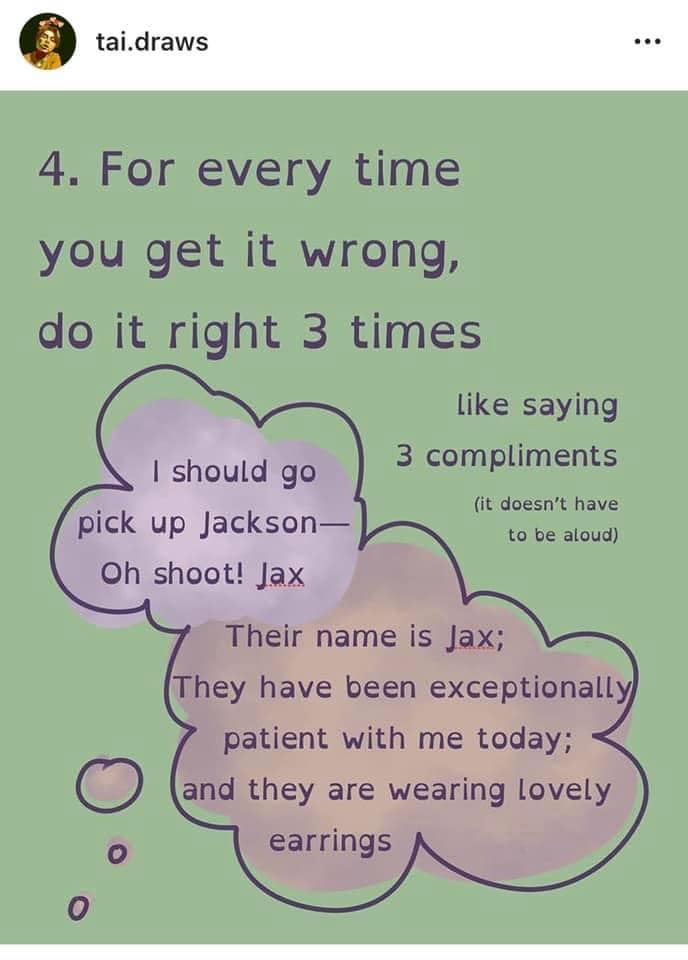 tai.draws
4. For every time
you get it wrong,
do it right 3 times
like saying
3 compliments
(it doesn't have
to be aloud)
I should go
pick up Jackson—
Oh shoot! Jax
Their name is Jax;
They have been exceptionally
patient with me today;
and they are wearing lovely
earrings